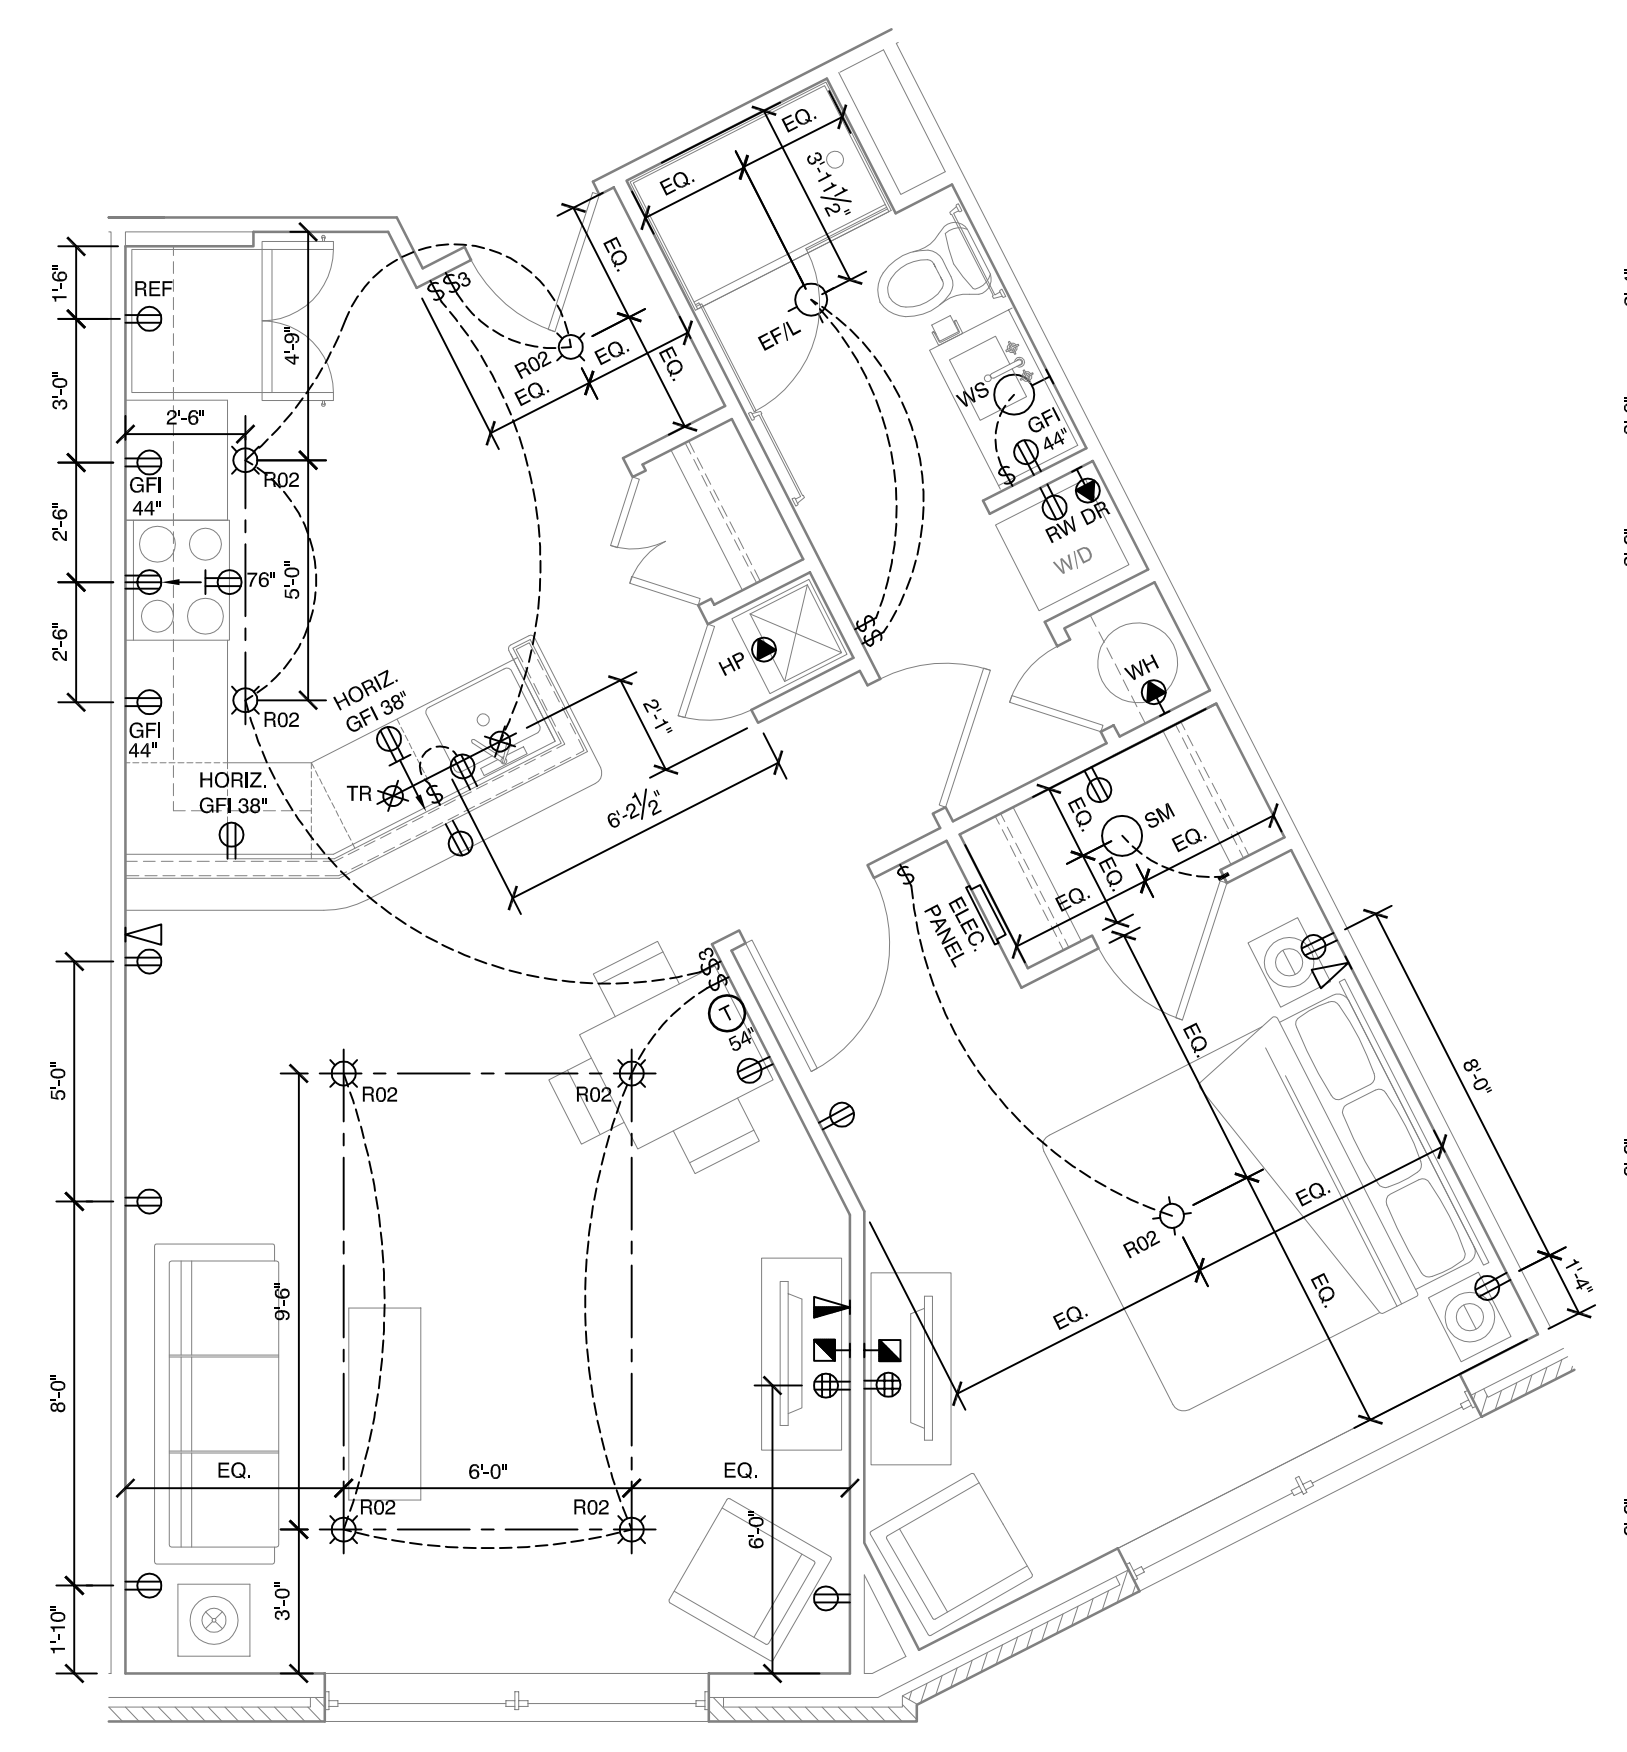 EQ.
3'-11 1/2"
EQ.
EQ.
1'-6"
REF
$$3
4'-9"
EF/L
R02
EQ.
EQ.
EQ.
3'-0"
2'-6"
WS
GFI
44"
$
R02
GFI
44"
RW
DR
W/D
2'-6"
76"
5'-0"
2'-6"
$$
HP
WH
HORIZ.
GFI 38"
R02
2'-1"
GFI
44"
HORIZ.
GFI 38"
TR
$
6'-2 1/2"
EQ.
SM
EQ.
EQ.
EQ.
$
ELEC.
PANEL
$$3
T
54"
EQ.
8'-0"
5'-0"
R02
R02
EQ.
R02
EQ.
1'-4"
9'-6"
EQ.
8'-0"
EQ.
6'-0"
EQ.
R02
R02
6'-0"
3'-0"
1'-10"